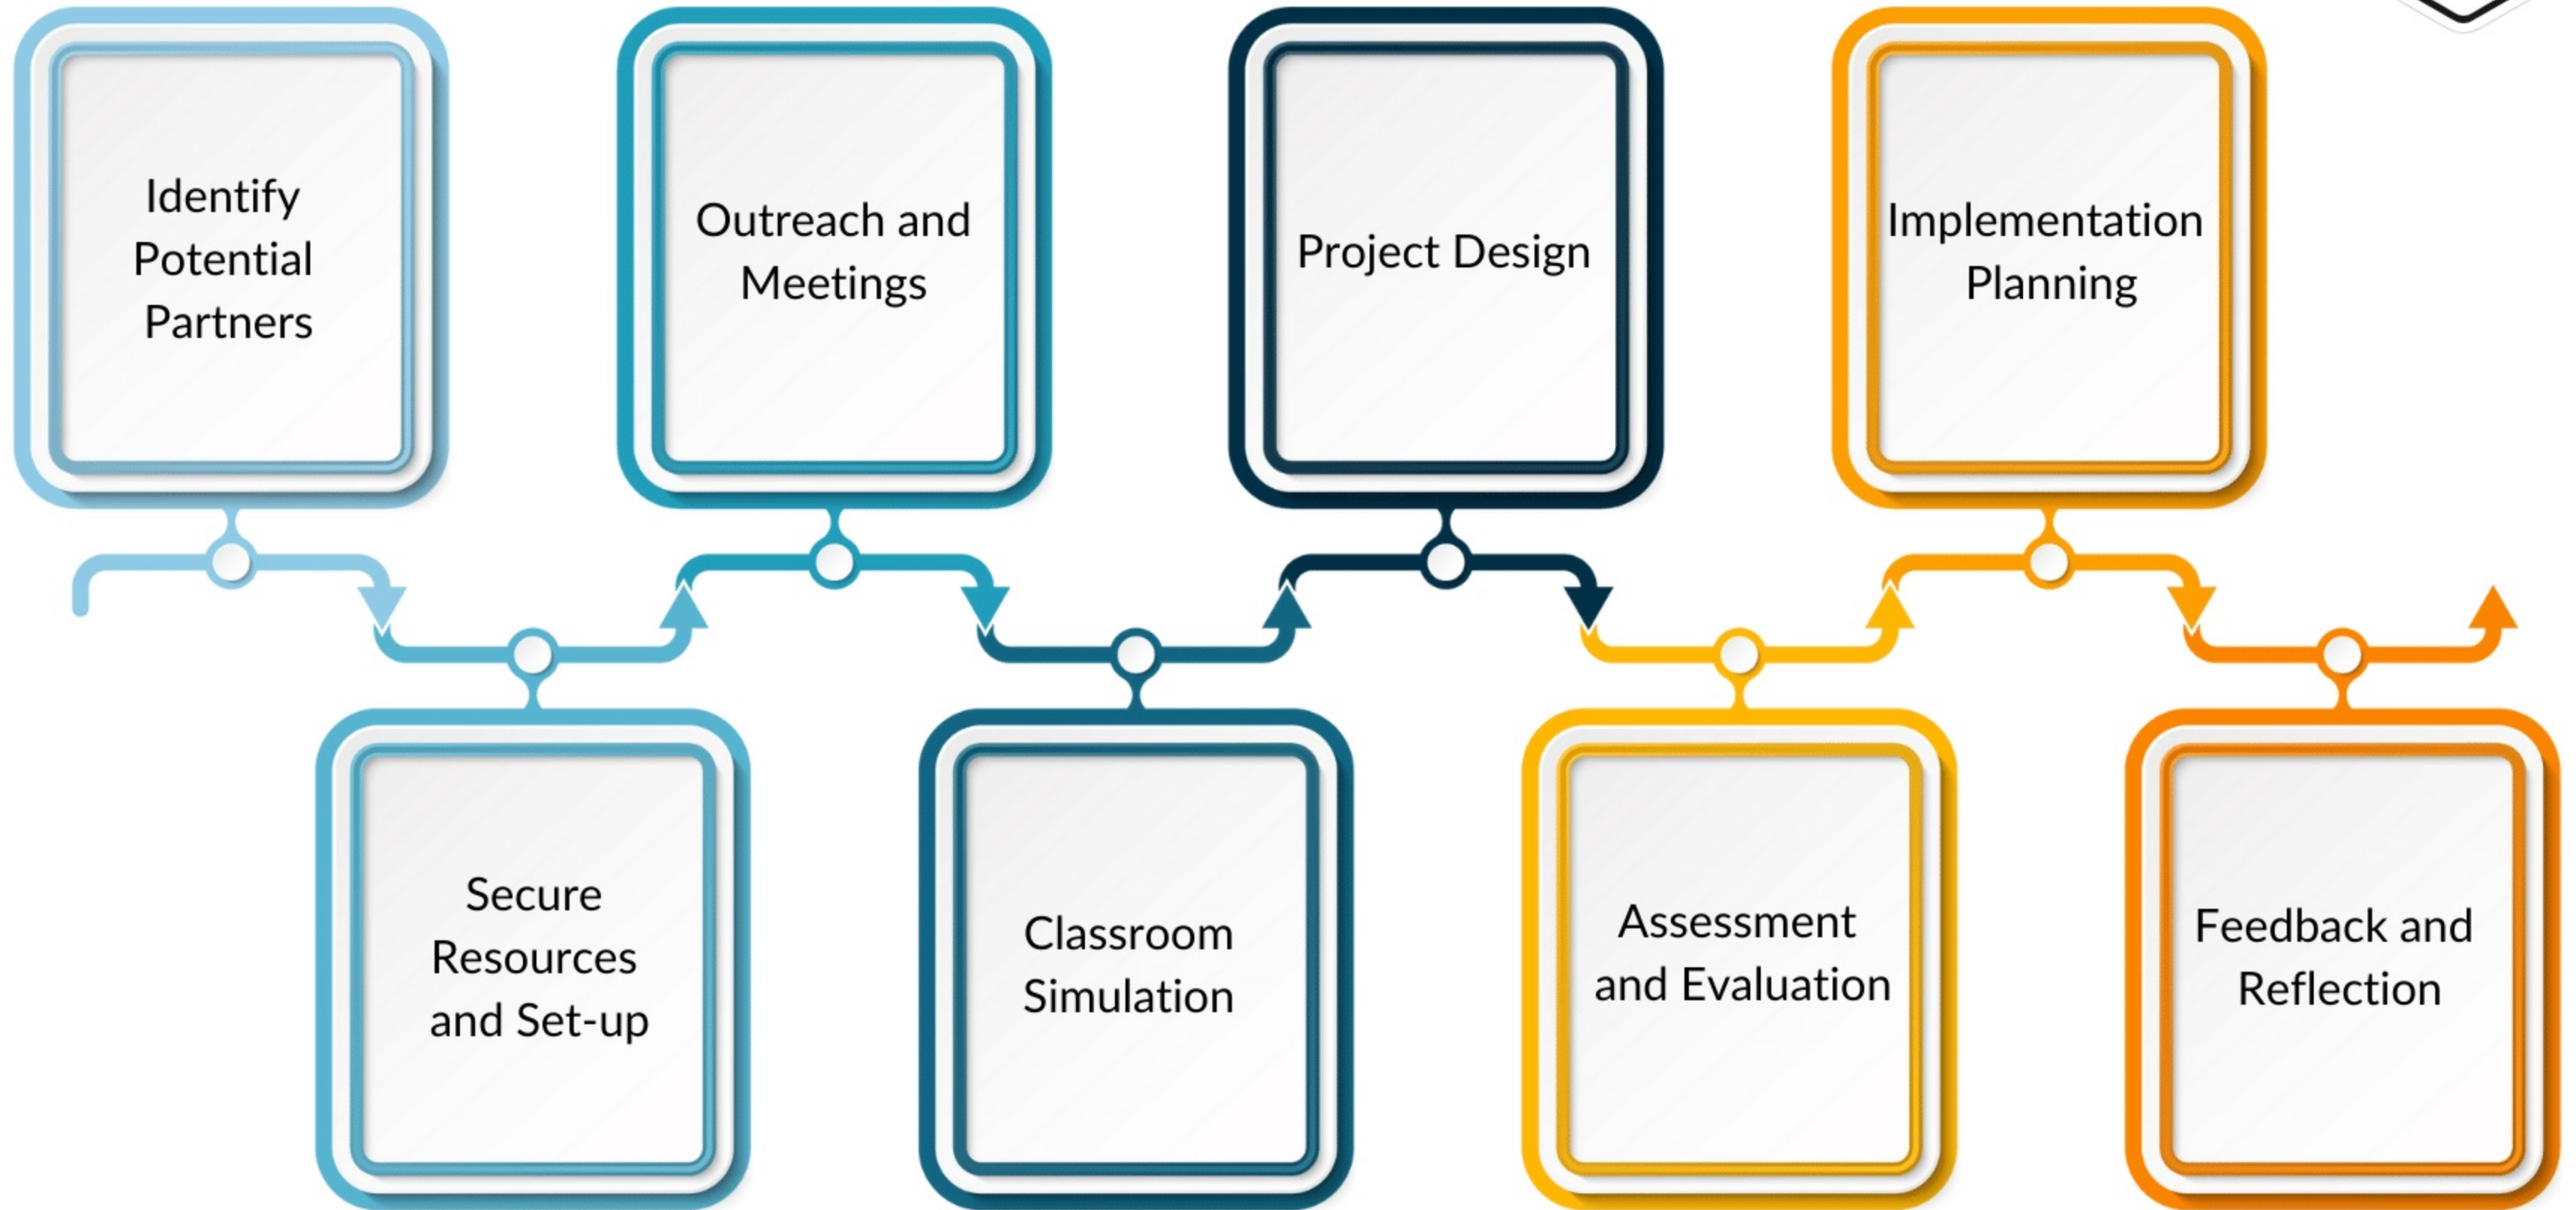 Identify
Potential
Partners
Secure
Resources
and Set-up
Outreach and
Meetings
Classroom
Simulation
Project Design
Assessment
and Evaluation
Implementation
Planning
Feedback and
Reflection